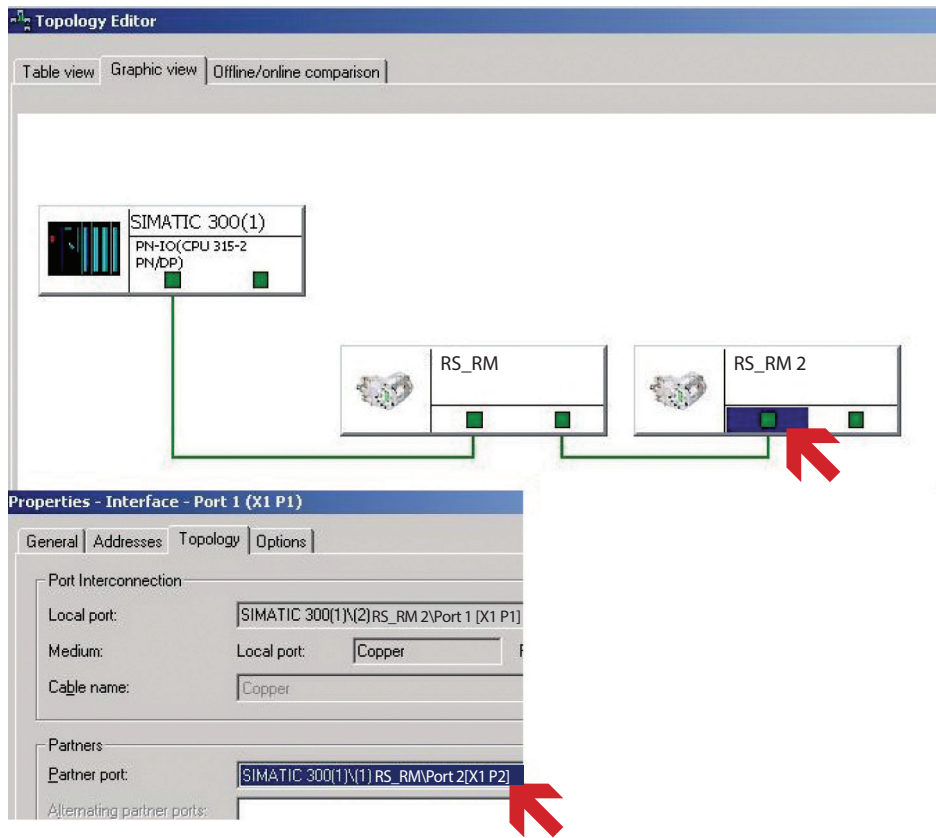 Topology Editor
Table view Graphic view Offline/online comparison
SIMATIC 300(1)
PN-IO(CPU 315-2
PN/DP)
RS_RM
RS_RM 2
Properties - Interface - Port 1 (X1 P1)
General Addresses Topology Options
Port Interconnection
Local port: SIMATIC 300(1)\(2)RS_RM 2\Port 1 [X1 P1]
Medium: Local port: Copper
Cable name: Copper
Partners
Partner port: SIMATIC 300(1)\(1) RS_RM\Port 2[X1 P2]
Alternating partner ports: